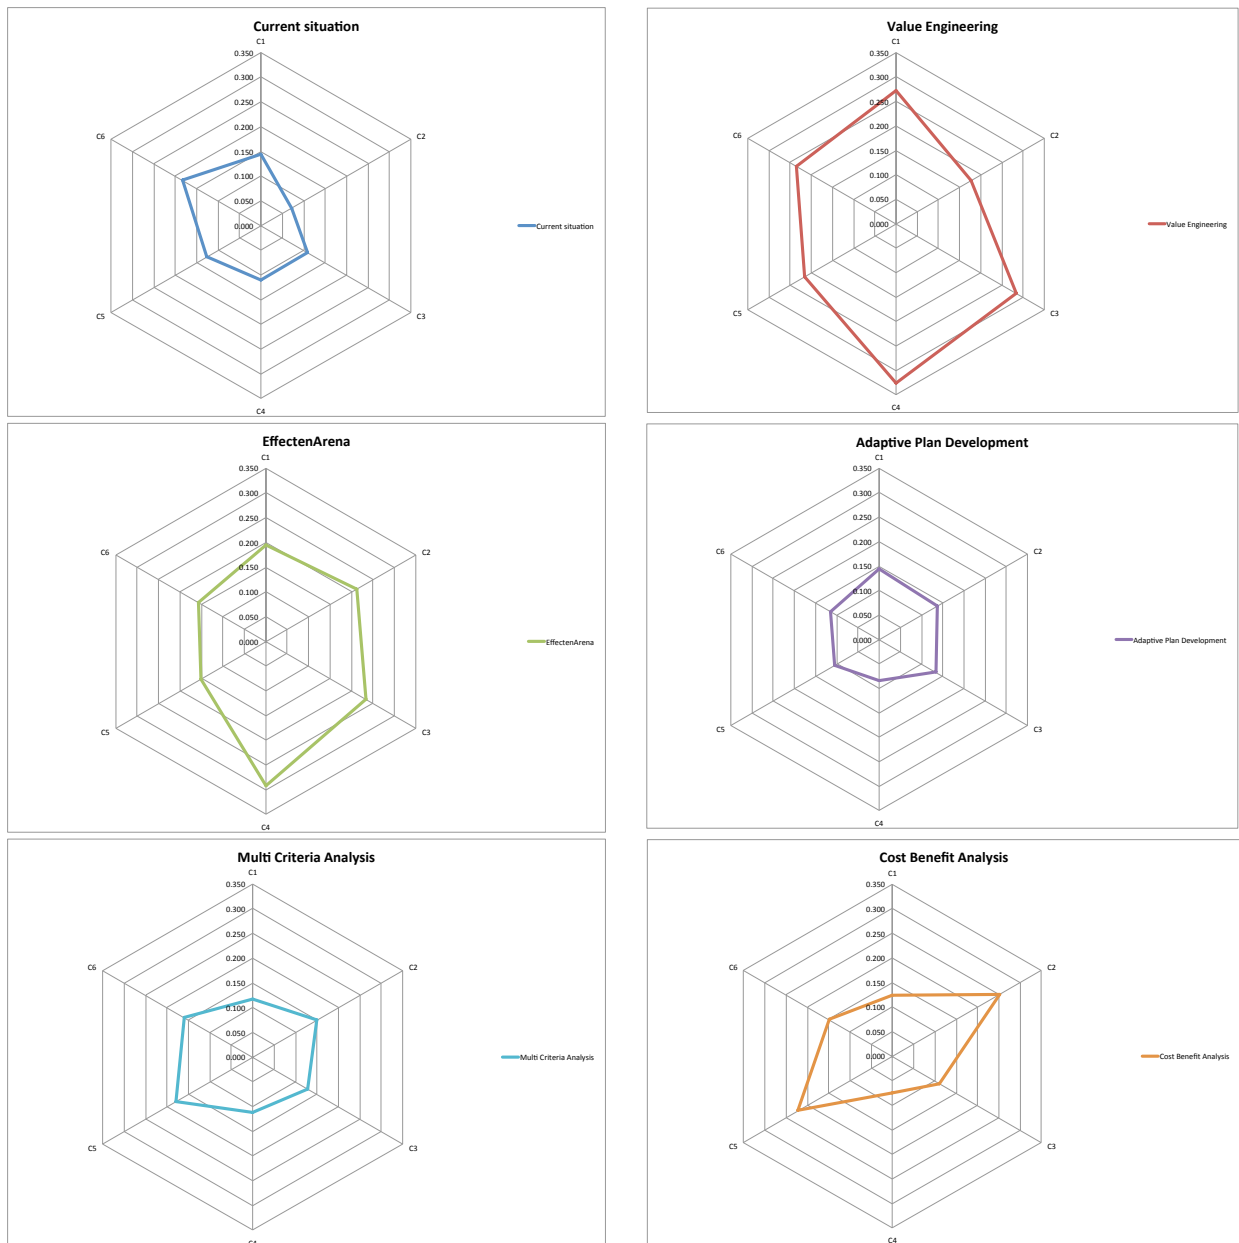 Current situation
C1
0.350
0.300
0.250
0.200
0.150
0.100
0.050
0.000
C2
C3
C4
C5
C6
Current situation
Value Engineering
C1
0.350
0.300
0.250
0.200
0.150
0.100
0.050
0.000
C2
C3
C4
C5
C6
Value Engineering
EffectenArena
C1
0.350
0.300
0.250
0.200
0.150
0.100
0.050
0.000
C2
C3
C4
C5
C6
EffectenArena
Adaptive Plan Development
C1
0.350
0.300
0.250
0.200
0.150
0.100
0.050
0.000
C2
C3
C4
C5
C6
Adaptive Plan Development
Multi Criteria Analysis
C1
0.350
0.300
0.250
0.200
0.150
0.100
0.050
0.000
C2
C3
C5
C6
Multi Criteria Analysis
Cost Benefit Analysis
C1
0.350
0.300
0.250
0.200
0.150
0.100
0.050
0.000
C2
C3
C4
C5
C6
Cost Benefit Analysis